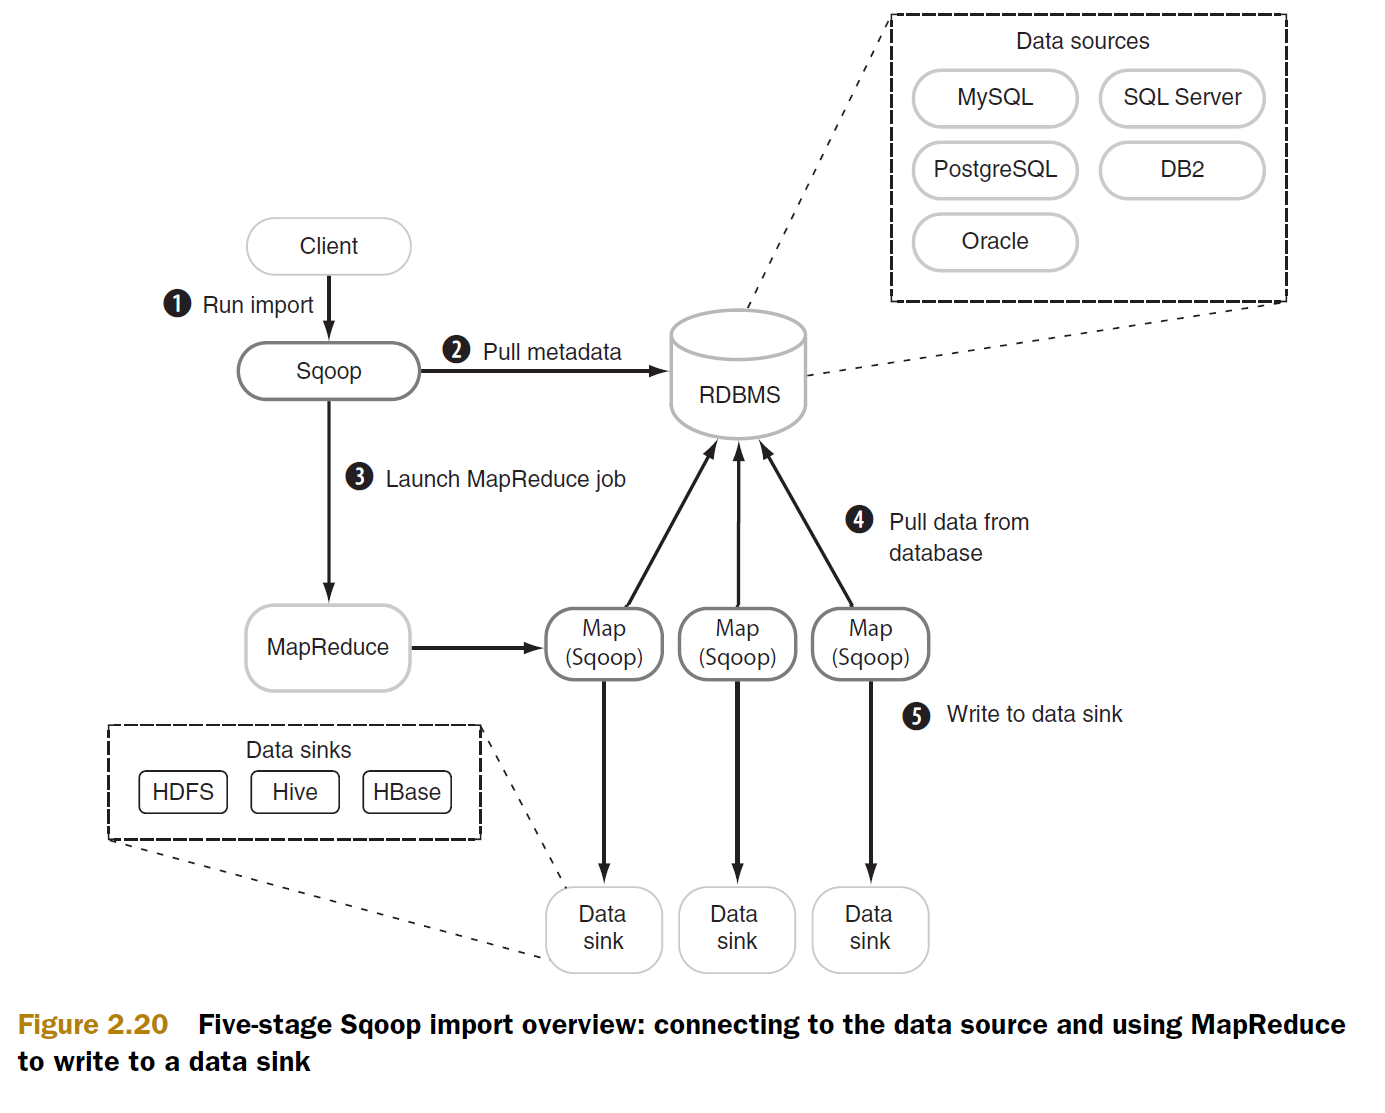 Data sources
MySQL
SQL Server
PostgreSQL
DB2
Oracle
Client
1 Run import
Sqoop
2 Pull metadata
RDBMS
3 Launch MapReduce job
4 Pull data from
database
MapReduce
Map
(Sqoop)
Map
(Sqoop)
Map
(Sqoop)
5 Write to data sink
Data sinks
HDFS
Hive
HBase
Data
sink
Data
sink
Data
sink
Figure 2.20 Five-stage Sqoop import overview: connecting to the data source and using MapReduce
to write to a data sink